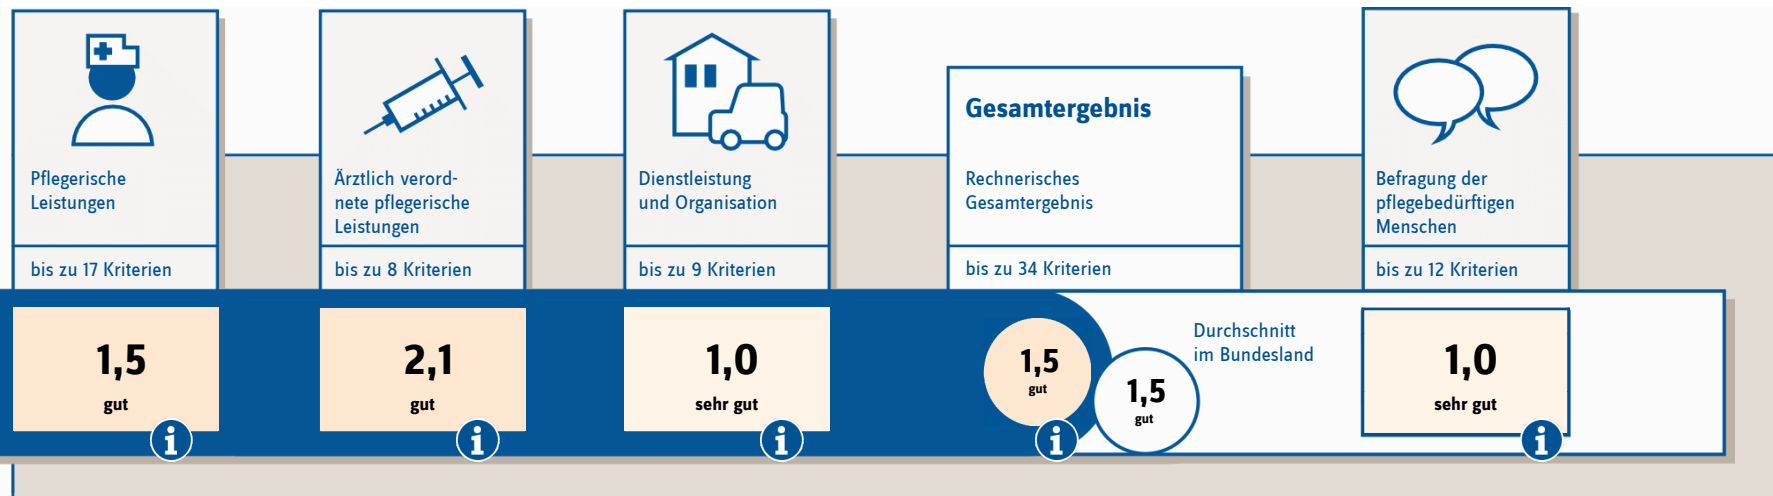 Pflegerische
Leistungen
bis zu 17 Kriterien
1,5
gut
i
Ärztlich verord-
nete pflegerische
Leistungen
bis zu 8 Kriterien
2,1
gut
i
Dienstleistung
und Organisation
bis zu 9 Kriterien
1,0
sehr gut
i
Gesamtergebnis
Rechnerisches
Gesamtergebnis
bis zu 34 Kriterien
1,5
gut
i
Durchschnitt
im Bundesland
1,5
gut
Befragung der
pflegebedürftigen
Menschen
bis zu 12 Kriterien
1,0
sehr gut
i